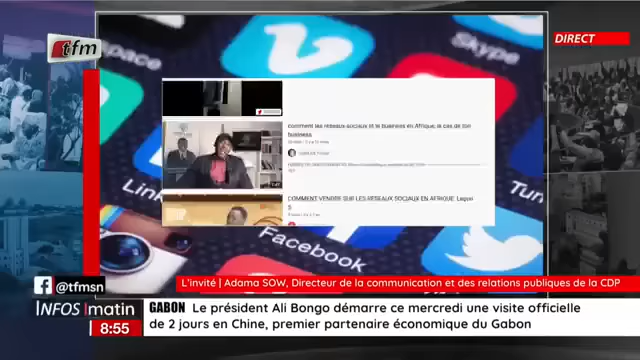 tfm
DIRECT
Skype
comment les réseaux-sociaux et le business en Afrique, le cas de ton
business
COMMENT VENDRE SUR LES RESEAUX SOCIAUX EN AFRIQUE. Leçon
5
Link
Facebook
Tum
@tfmsn
L'invité | Adama SOW, Directeur de la communication et des relations publiques de la CDP
INFOS matin
8:55
GABON Le président Ali Bongo démarre ce mercredi une visite officielle
de 2 jours en Chine, premier partenaire économique du Gabon